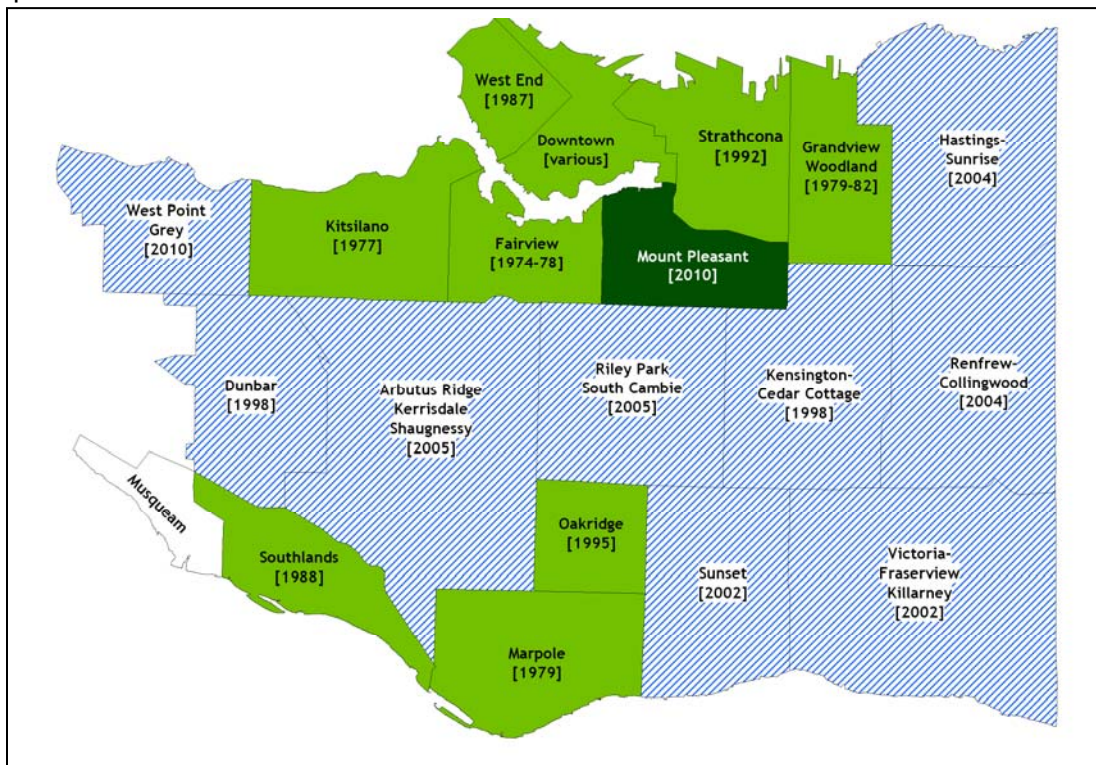 West End
[1987]
Downtown
[various]
Strathcona
[1992]
Grandview
Woodland
[1979-82]
Hastings-
Sunrise
[2004]
West Point
Grey
[2010]
Kitsilano
[1977]
Fairview
[1974-78]
Mount Pleasant
[2010]
Dunbar
[1998]
Arbutus Ridge
Kerrisdale
Shaugnessy
[2005]
Riley Park
South Cambie
[2005]
Kensington-
Cedar Cottage
[1998]
Renfrew-
Collingwood
[2004]
Musqueam
Southlands
[1988]
Oakridge
[1995]
Sunset
[2002]
Victoria-
Fraserview
Killarney
[2002]
Marpole
[1979]